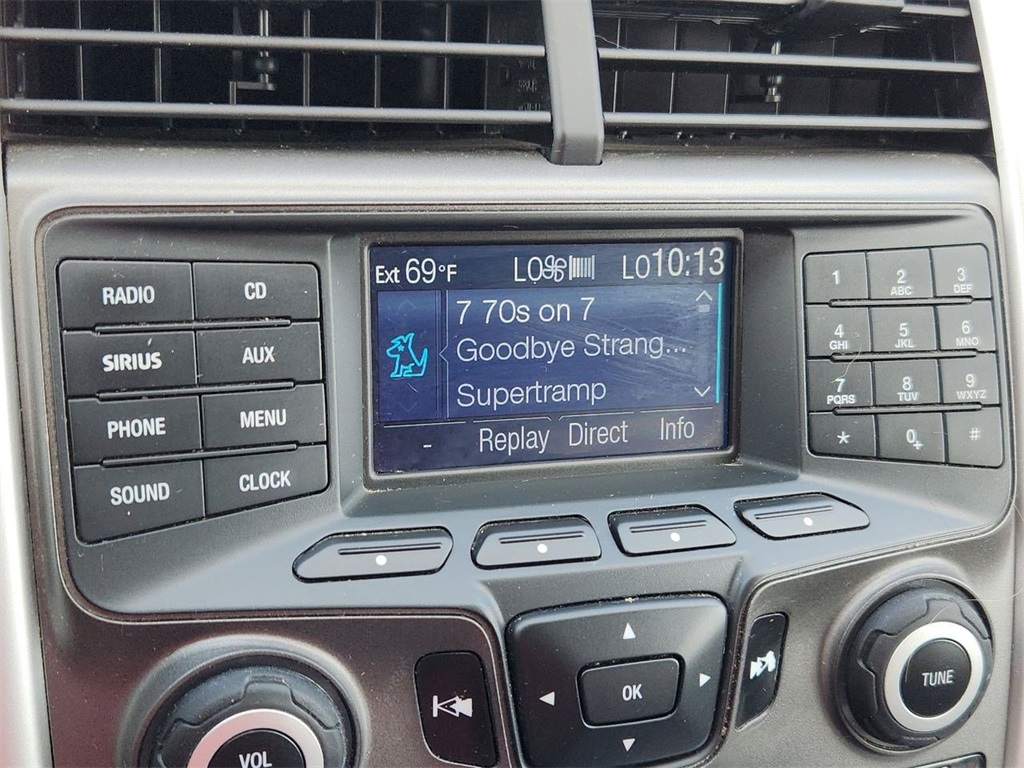 Ext 69°F LO LO 10:13
7 70s on 7
Goodbye Strang...
Supertramp
- Replay Direct Info
RADIO CD
SIRIUS AUX
PHONE MENU
SOUND CLOCK
1 2 ABC 3 DEF
4 GHI 5 JKL 6 MNO
7 PQRS 8 TUV 9 WXYZ
* 0+ #
OK
VOL
TUNE